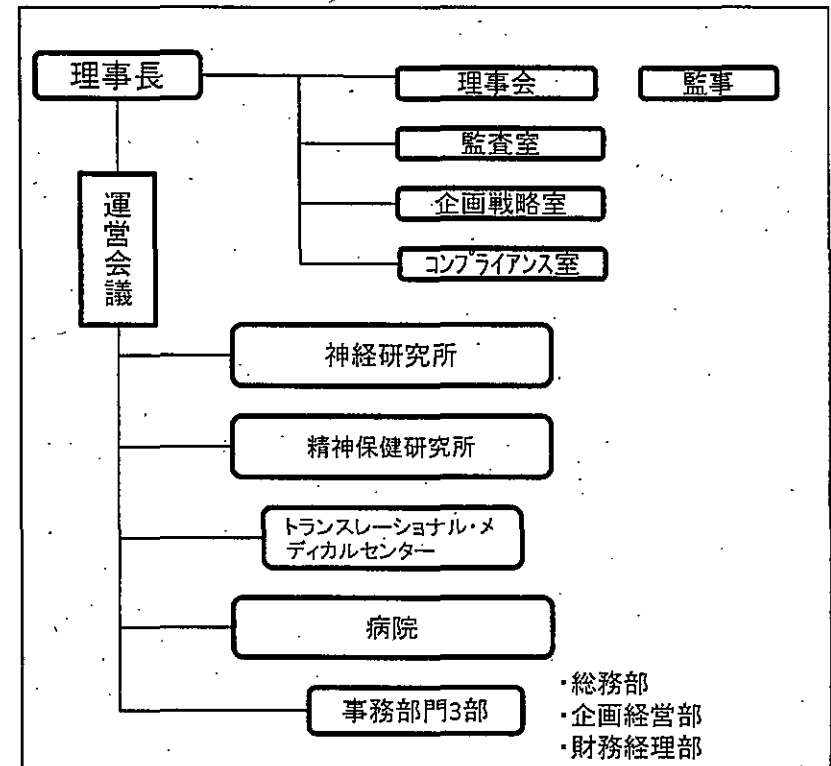 理事長
理事会
監事
監査室
企画戦略室
コンプライアンス室
運営会議
神経研究所
精神保健研究所
トランスレーショナル・メ
ディカルセンター
病院
事務部門3部
・総務部
・企画経営部
・財務経理部